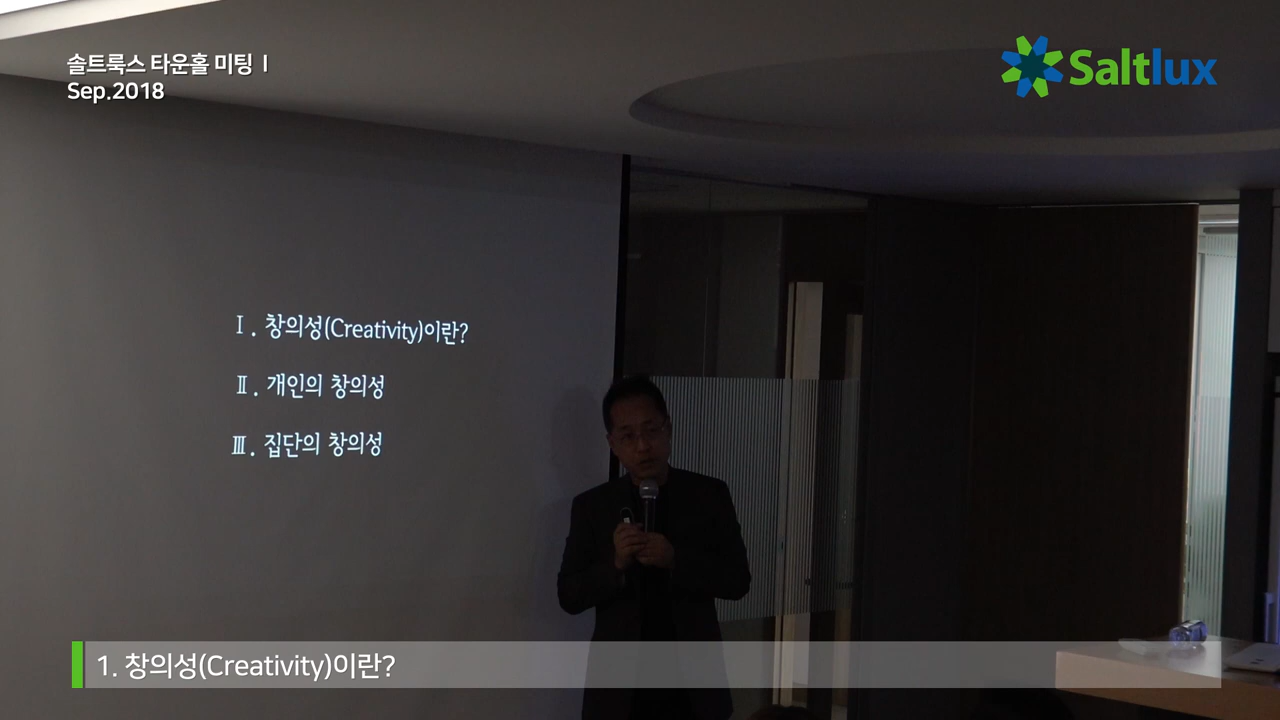 솔트룩스 타운홀 미팅 Ⅰ
Sep.2018
Saltlux
Ⅰ. 창의성(Creativity)이란?
Ⅱ. 개인의 창의성
Ⅲ. 집단의 창의성
1. 창의성(Creativity)이란?